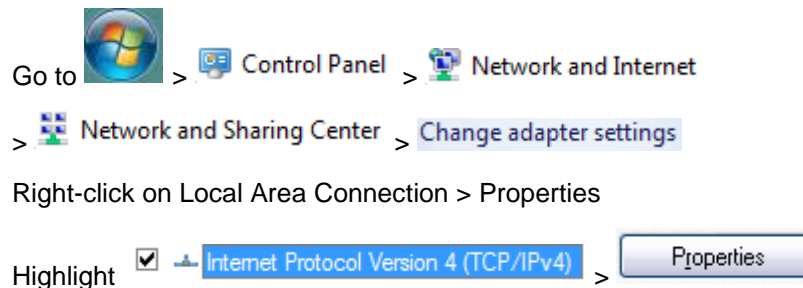 Go to > Control Panel > Network and Internet
> Network and Sharing Center > Change adapter settings
Right-click on Local Area Connection > Properties
Highlight Internet Protocol Version 4 (TCP/IPv4) > Properties